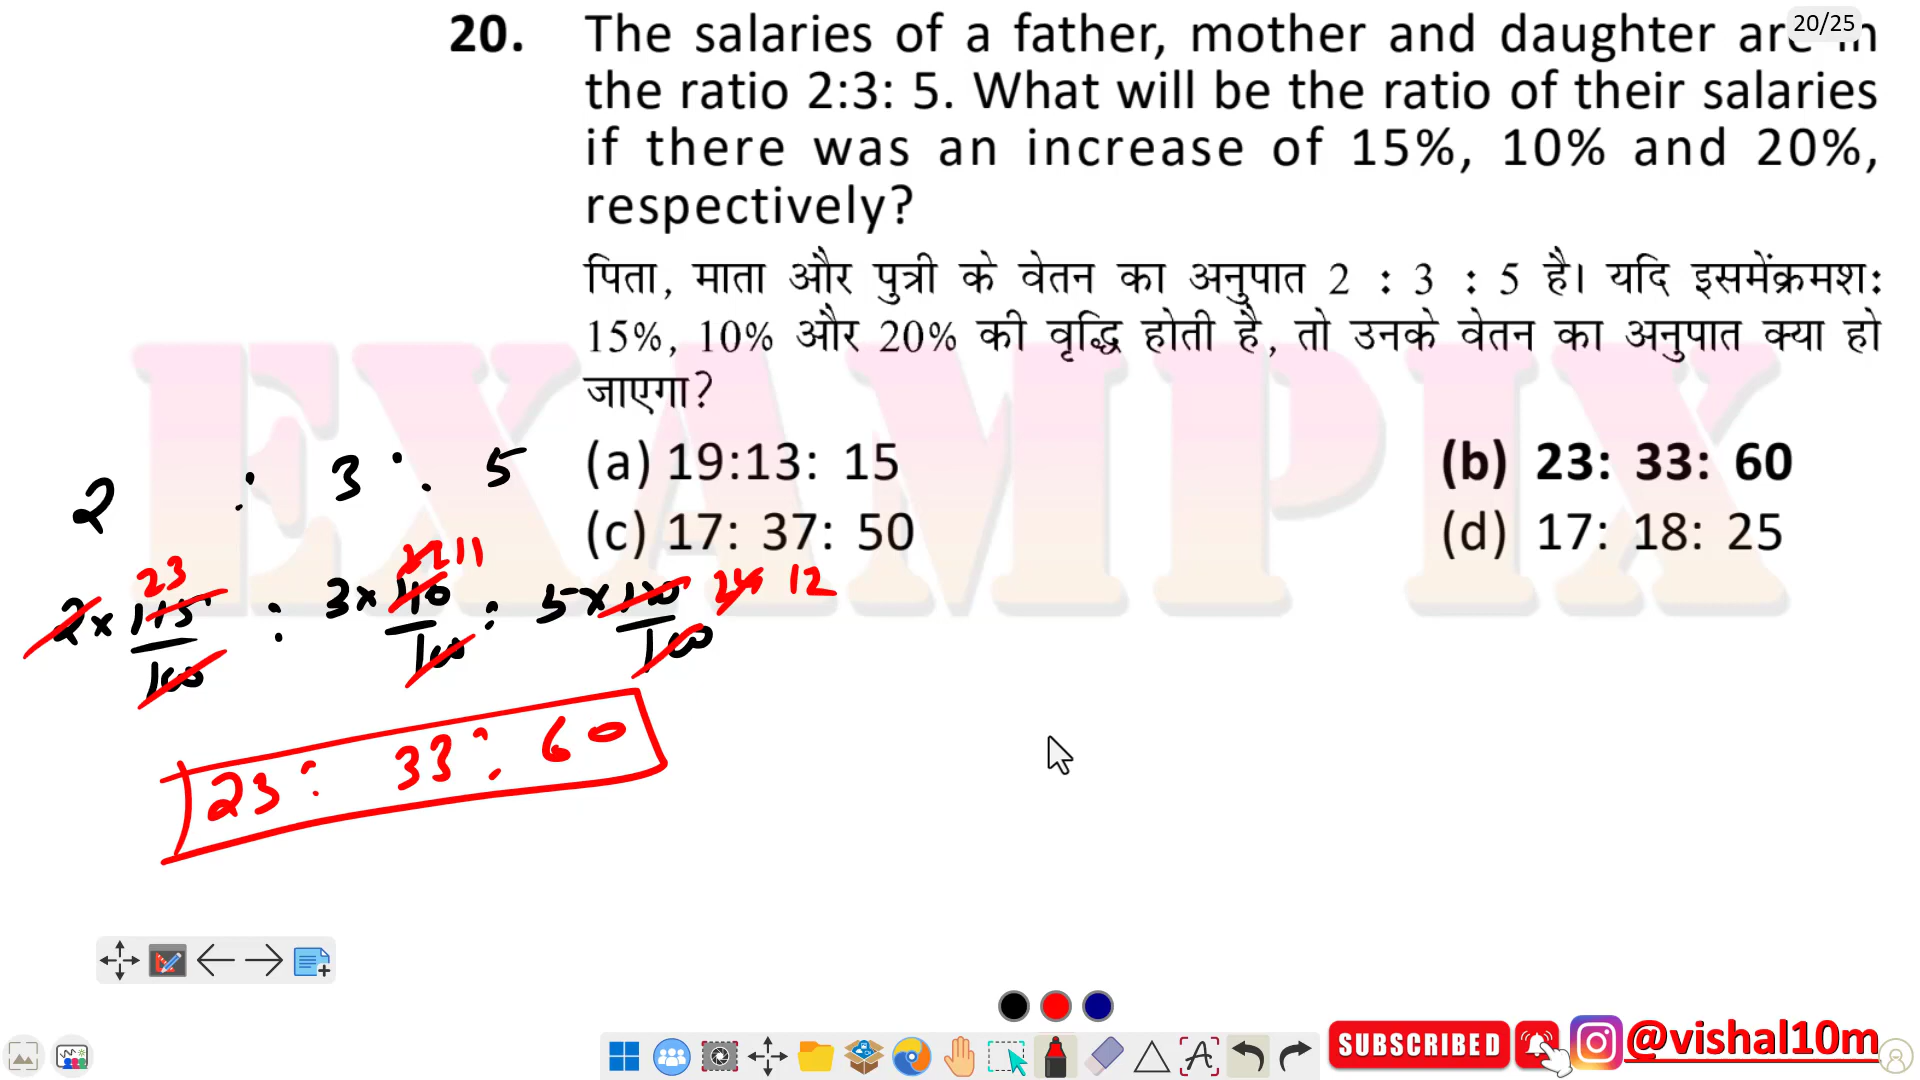 20/25
20. The salaries of a father, mother and daughter are in
the ratio 2:3: 5. What will be the ratio of their salaries
if there was an increase of 15%, 10% and 20%,
respectively?
पिता, माता और पुत्री के वेतन का अनुपात 2 : 3 : 5 है। यदि इसमेंक्रमशः
15%, 10% और 20% की वृद्धि होती है, तो उनके वेतन का अनुपात क्या हो
जाएगा?
EXAMPIX
(a) 19:13: 15 (b) 23: 33: 60
(c) 17: 37: 50 (d) 17: 18: 25
2 : 3 : 5
23 22 11 24 12
2 × 115/100 : 3 × 110/100 : 5 × 120/100
23 : 33 : 60
SUBSCRIBED @vishal10m